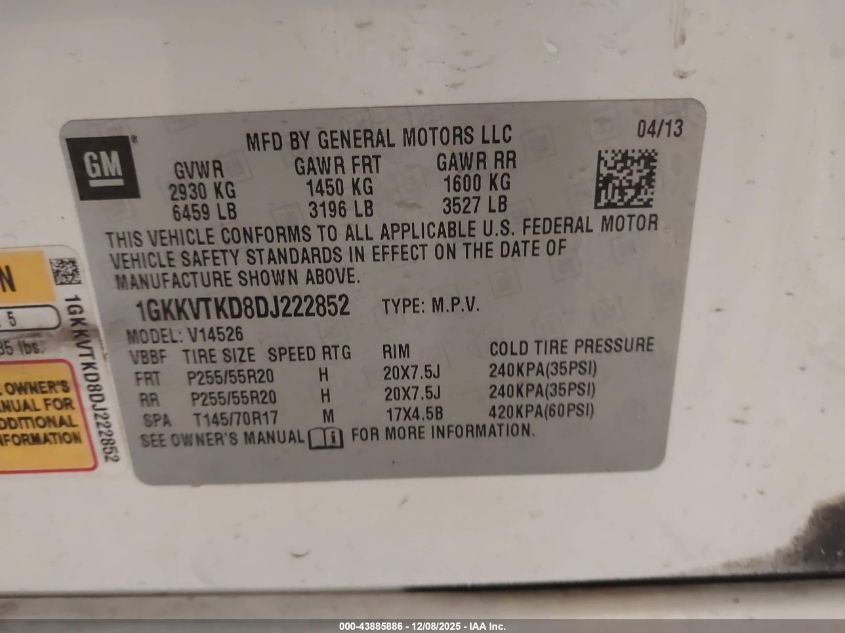 GM
MFD BY GENERAL MOTORS LLC
04/13
GVWR GAWR FRT GAWR RR
2930 KG 1450 KG 1600 KG
6459 LB 3196 LB 3527 LB
THIS VEHICLE CONFORMS TO ALL APPLICABLE U.S. FEDERAL MOTOR
VEHICLE SAFETY STANDARDS IN EFFECT ON THE DATE OF
MANUFACTURE SHOWN ABOVE.
1GKKVTKD8DJ222852 TYPE: M.P.V.
MODEL: V14526
VBBF TIRE SIZE SPEED RTG RIM COLD TIRE PRESSURE
FRT P255/55R20 H 20X7.5J 240KPA(35PSI)
RR P255/55R20 H 20X7.5J 240KPA(35PSI)
SPA T145/70R17 M 17X4.5B 420KPA(60PSI)
SEE OWNER'S MANUAL FOR MORE INFORMATION.
N
5
lbs.
OWNER'S
FOR
1GKKVTKD8DJ222852
000-43885886 - 12/08/2025 - IAA Inc.